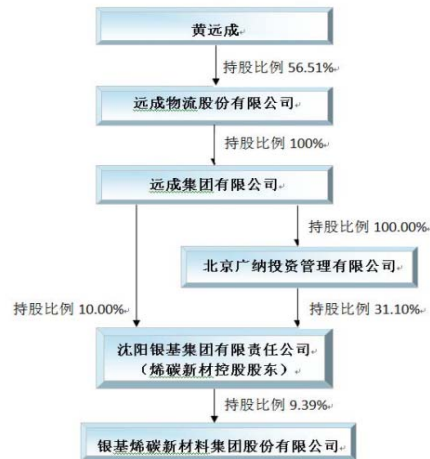 黄远成
持股比例 56.51%
远成物流股份有限公司
持股比例 100%
远成集团有限公司
持股比例 100.00%
北京广纳投资管理有限公司
持股比例 10.00%
持股比例 31.10%
沈阳银基集团有限责任公司
（烯碳新材控股股东）
持股比例 9.39%
银基烯碳新材料集团股份有限公司